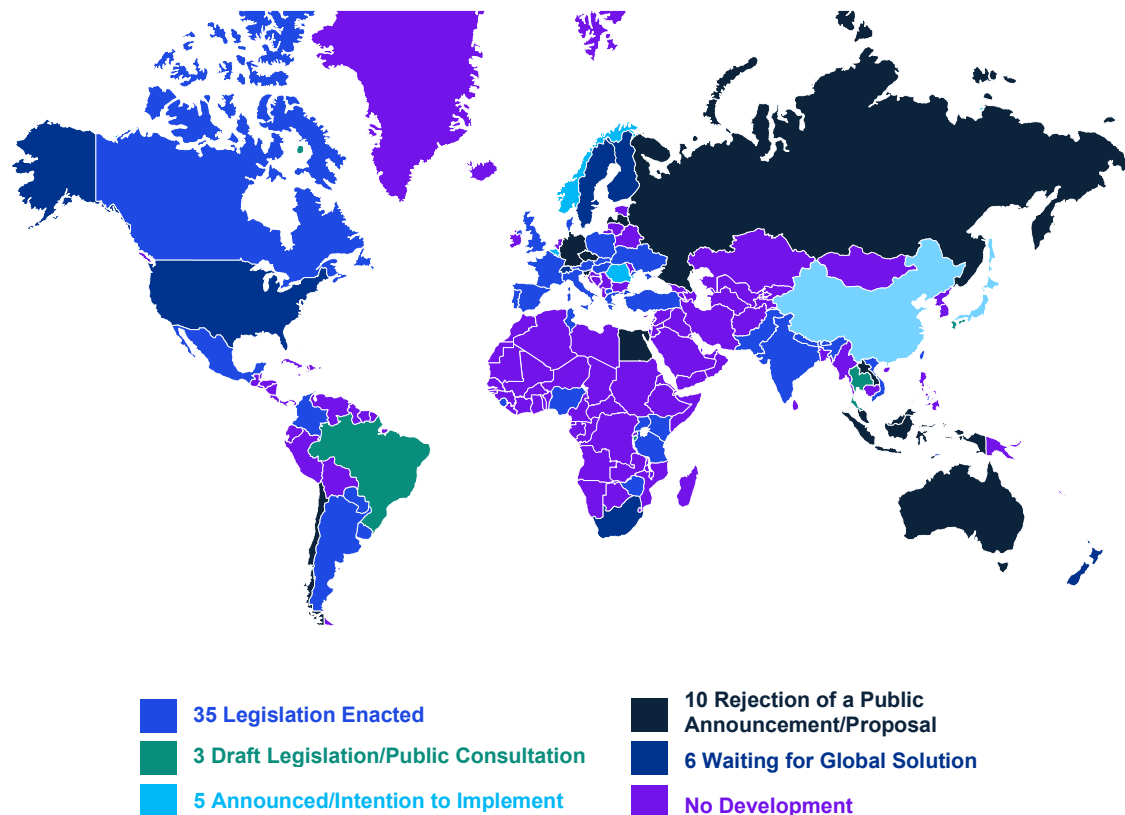 35 Legislation Enacted
3 Draft Legislation/Public Consultation
5 Announced/Intention to Implement
10 Rejection of a Public
Announcement/Proposal
6 Waiting for Global Solution
No Development